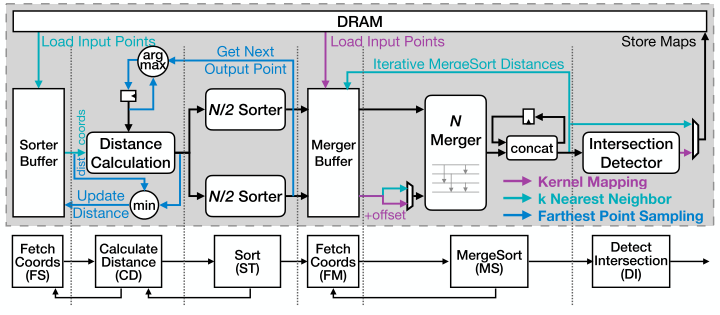 DRAM
Load Input Points
arg
max
Get Next
Output Point
Load Input Points
Store Maps
Iterative MergeSort Distances
Sorter
Buffer
dist
coords
Distance
Calculation
N/2 Sorter
N/2 Sorter
Merger
Buffer
N
Merger
concat
Intersection
Detector
Update
Distance
min
+offset
Kernel Mapping
k Nearest Neighbor
Farthest Point Sampling
Fetch
Coords
(FS)
Calculate
Distance
(CD)
Sort
(ST)
Fetch
Coords
(FM)
MergeSort
(MS)
Detect
Intersection
(DI)